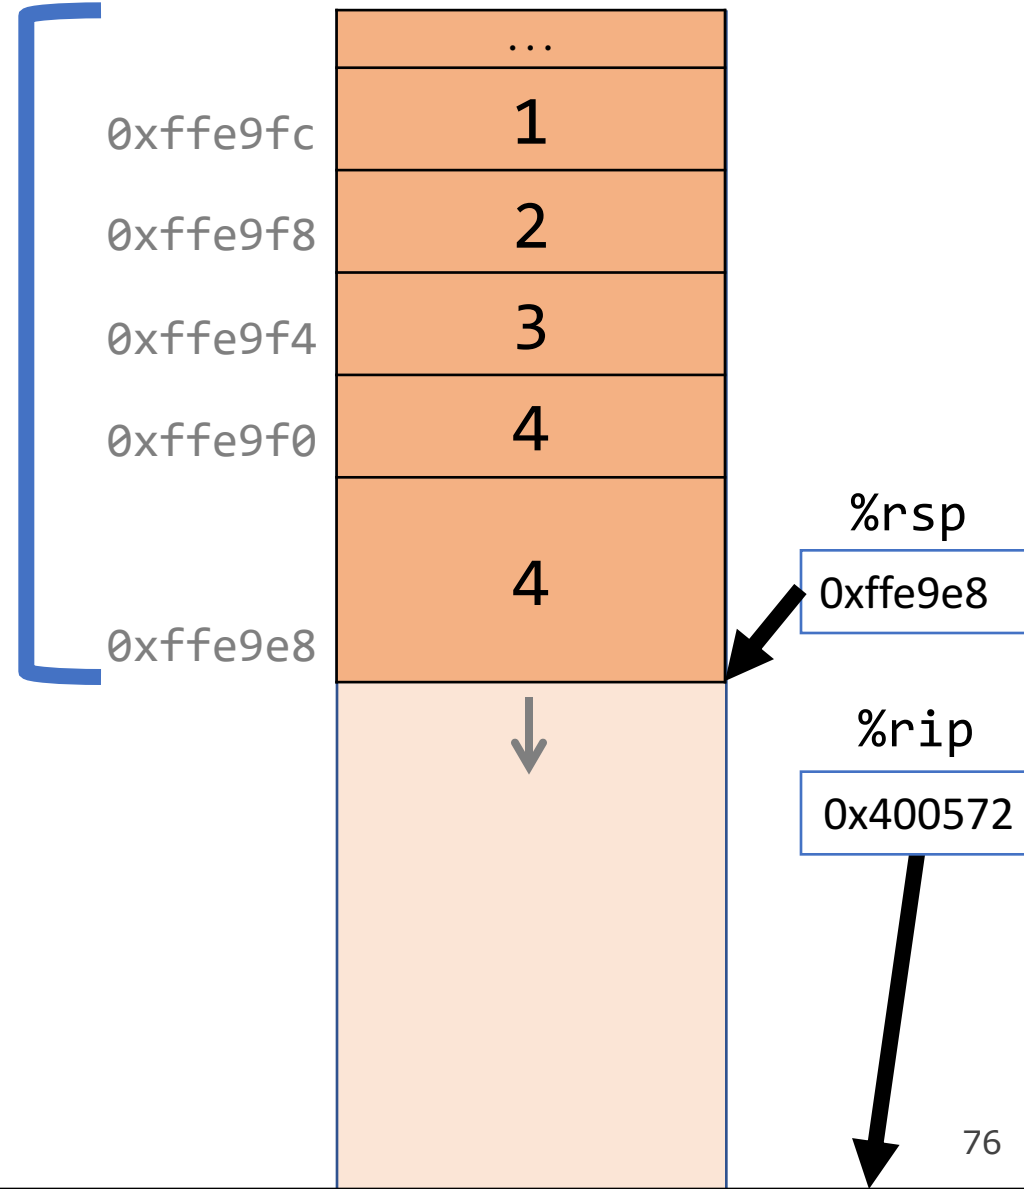 ...
0xffe9fc 1
0xffe9f8 2
0xffe9f4 3
0xffe9f0 4
%rsp
0xffe9e8
0xffe9e8 4
%rip
0x400572
76